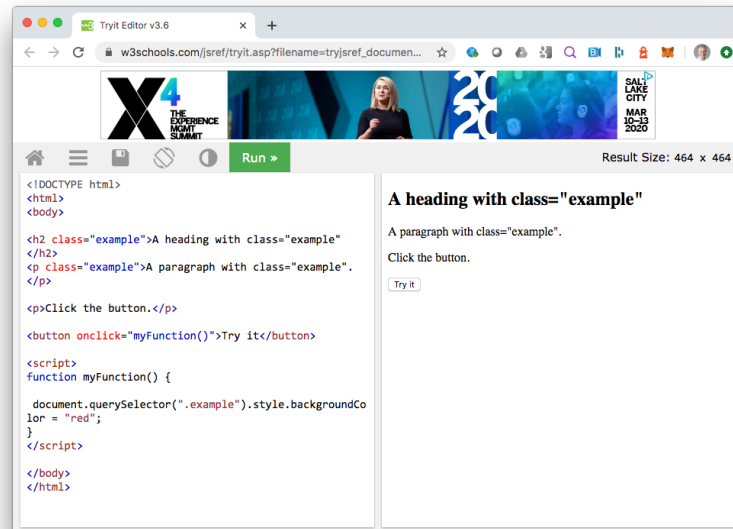 Tryit Editor v3.6
w3schools.com/jsref/tryit.asp?filename=tryjsref_documen...
X4
THE
EXPERIENCE
MGMT
SUMMIT
20
20
SALT
LAKE
CITY
MAR
10–13
2020
Run »
Result Size: 464 x 464
<!DOCTYPE html>
<html>
<body>
<h2 class="example">A heading with class="example"
</h2>
<p class="example">A paragraph with class="example".
</p>
<p>Click the button.</p>
<button onclick="myFunction()">Try it</button>
<script>
function myFunction() {
document.querySelector(".example").style.backgroundCo
lor = "red";
}
</script>
</body>
</html>
A heading with class="example"
A paragraph with class="example".
Click the button.
Try it